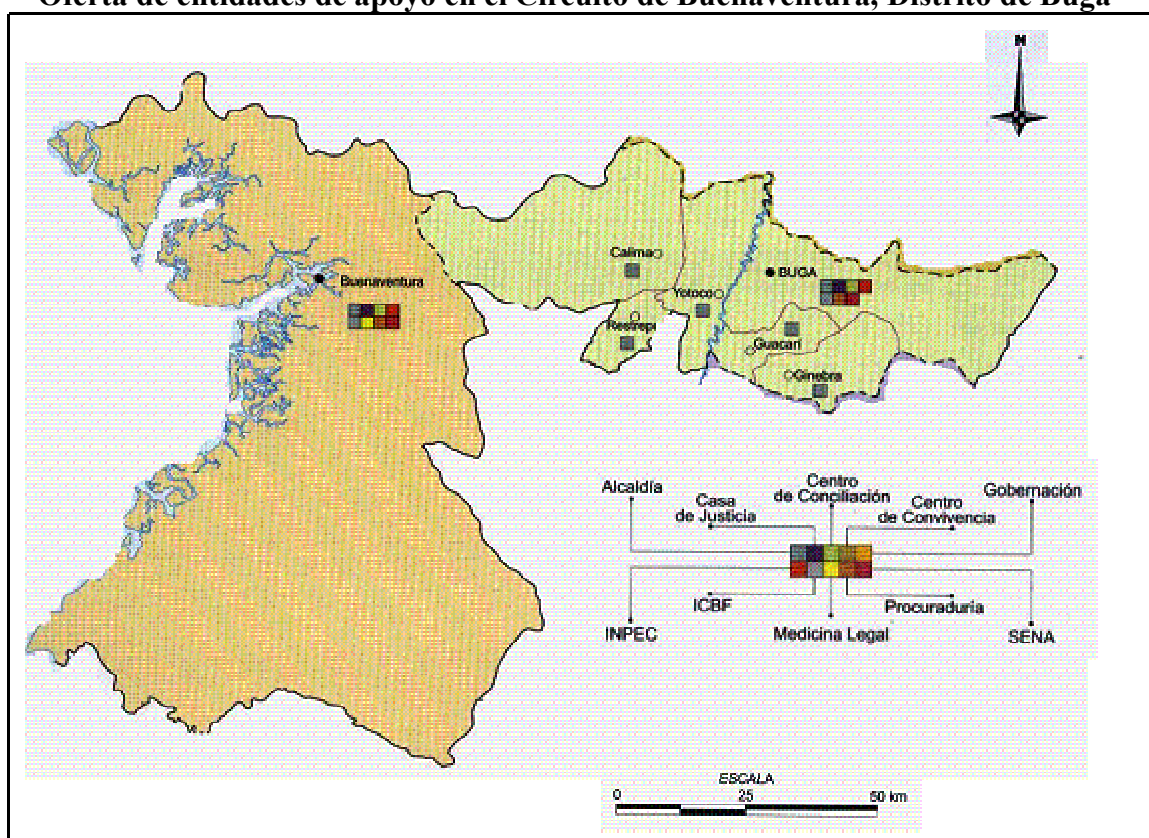 Oferta de entidades de apoyo en el Circuito de Buenaventura, Distrito de Buga
N
Calima
BUGA
Buenaventura
Yotoco
Restrepi
Guacarí
Ginebra
Alcaldía
Casa
de Justicia
Centro
de Conciliación
Centro
de Convivencia
Gobernación
INPEC
ICBF
Medicina Legal
Procuraduria
SENA
ESCALA
0 25 50 km